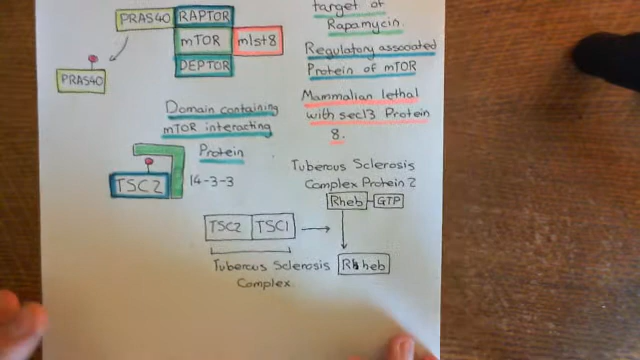 target of
Rapamycin.
PRAS40 RAPTOR
mTOR mlst8
DEPTOR
PRAS40
Regulatory associated
Protein of mTOR
Mammalian lethal
with sec13 Protein
8.
Domain containing
mTOR interacting
Protein
TSC2 14-3-3
Tuberous Sclerosis
Complex Protein 2
Rheb GTP
TSC2 TSC1
Tuberous Sclerosis
Complex
Rheb